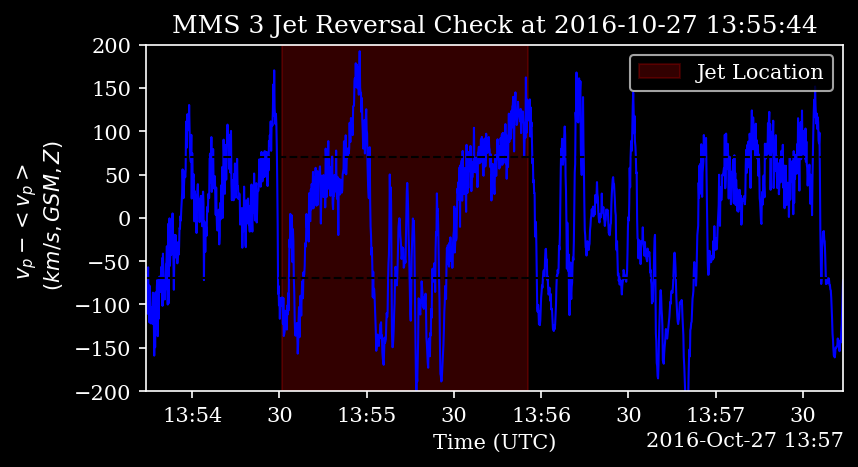 MMS 3 Jet Reversal Check at 2016-10-27 13:55:44
Jet Location
200
150
100
50
0
−50
−100
−150
−200
v_p − <v_p>
(km/s, GSM, Z)
13:54 30 13:55 30 13:56 30 13:57 30
Time (UTC)
2016-Oct-27 13:57